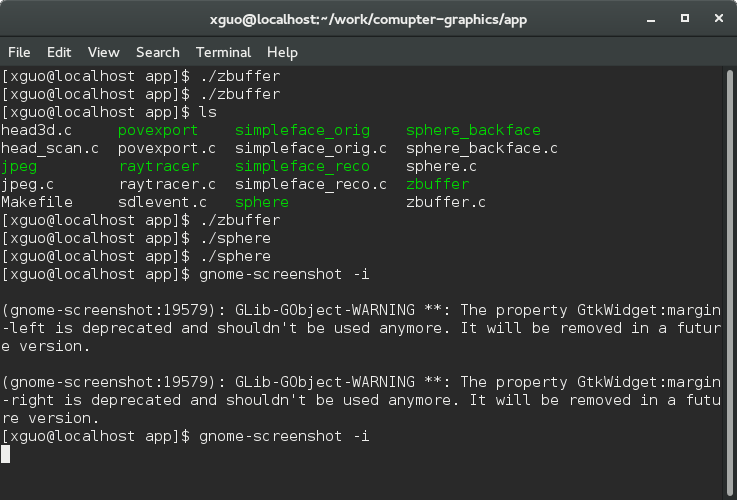 xguo@localhost:~/work/comupter-graphics/app
File Edit View Search Terminal Help
[xguo@localhost app]$ ./zbuffer
[xguo@localhost app]$ ./zbuffer
[xguo@localhost app]$ ls
head3d.c povexport simpleface_orig sphere_backface
head_scan.c povexport.c simpleface_orig.c sphere_backface.c
jpeg raytracer simpleface_reco sphere.c
jpeg.c raytracer.c simpleface_reco.c zbuffer
Makefile sdlevent.c sphere zbuffer.c
[xguo@localhost app]$ ./zbuffer
[xguo@localhost app]$ ./sphere
[xguo@localhost app]$ ./sphere
[xguo@localhost app]$ gnome-screenshot -i

(gnome-screenshot:19579): GLib-GObject-WARNING **: The property GtkWidget:margin
-left is deprecated and shouldn't be used anymore. It will be removed in a futur
e version.

(gnome-screenshot:19579): GLib-GObject-WARNING **: The property GtkWidget:margin
-right is deprecated and shouldn't be used anymore. It will be removed in a futu
re version.
[xguo@localhost app]$ gnome-screenshot -i